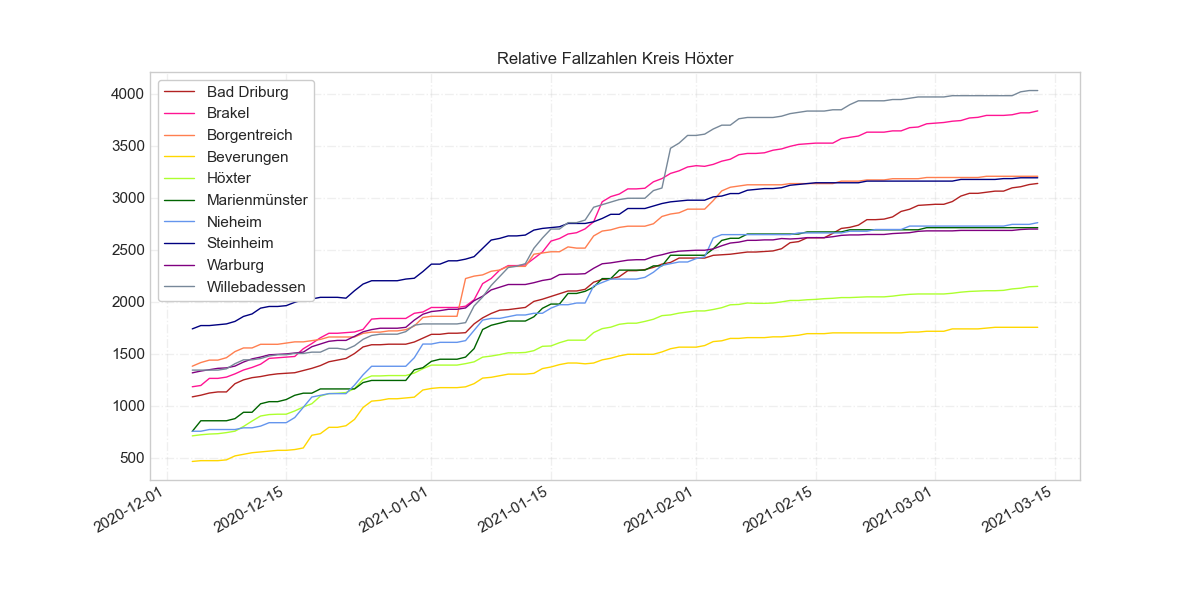 Relative Fallzahlen Kreis Höxter
4000
3500
3000
2500
2000
1500
1000
500
Bad Driburg
Brakel
Borgentreich
Beverungen
Höxter
Marienmünster
Nieheim
Steinheim
Warburg
Willebadessen
2020-12-01
2020-12-15
2021-01-01
2021-01-15
2021-02-01
2021-02-15
2021-03-01
2021-03-15